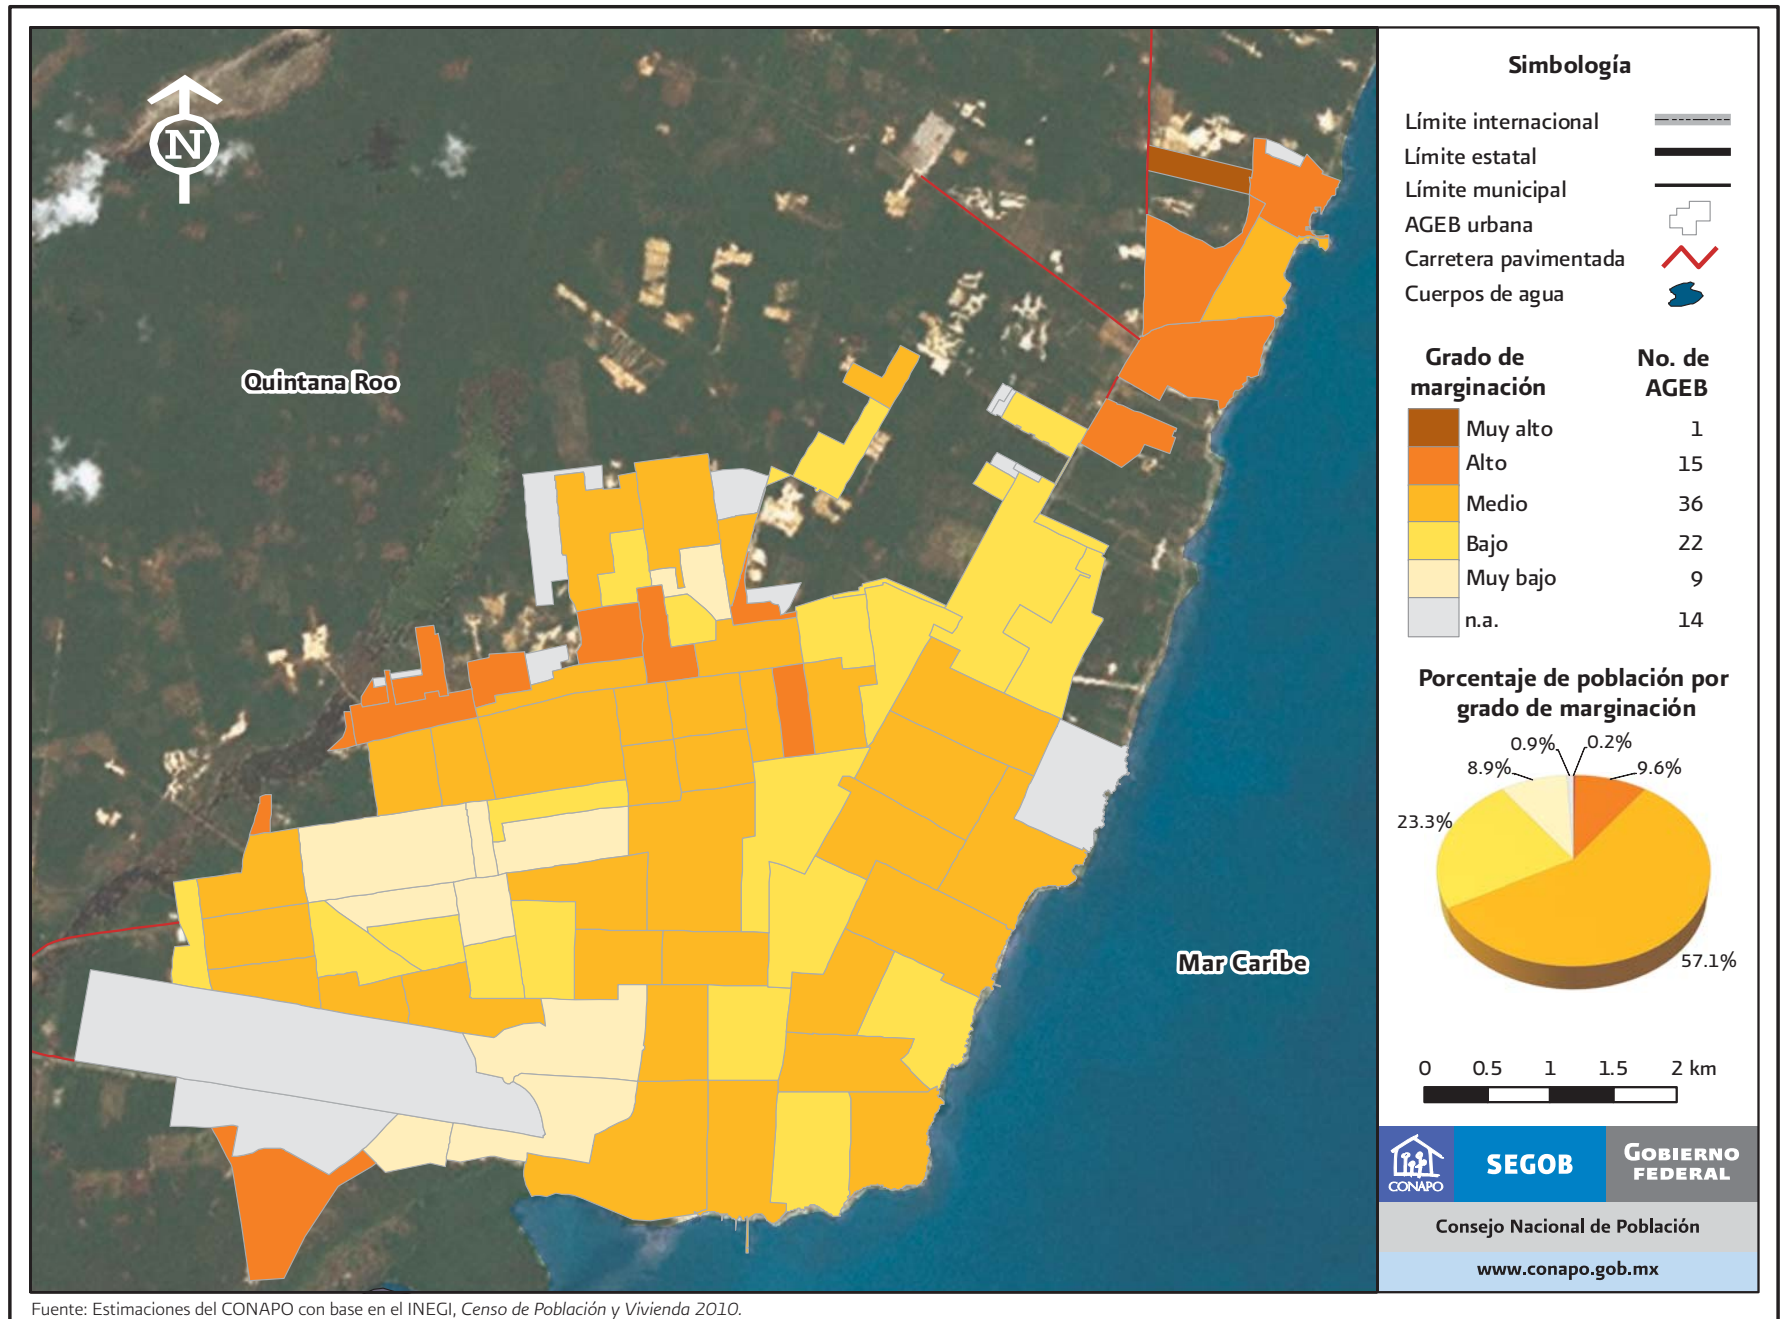 N
Quintana Roo
Mar Caribe
Simbología
Límite internacional
Límite estatal
Límite municipal
AGEB urbana
Carretera pavimentada
Cuerpos de agua
Grado de marginación
No. de AGEB
Muy alto 1
Alto 15
Medio 36
Bajo 22
Muy bajo 9
n.a. 14
Porcentaje de población por
grado de marginación
0.9% 0.2%
8.9% 9.6%
23.3%
57.1%
0 0.5 1 1.5 2 km
CONAPO
SEGOB
GOBIERNO
FEDERAL
Consejo Nacional de Población
www.conapo.gob.mx
Fuente: Estimaciones del CONAPO con base en el INEGI, Censo de Población y Vivienda 2010.